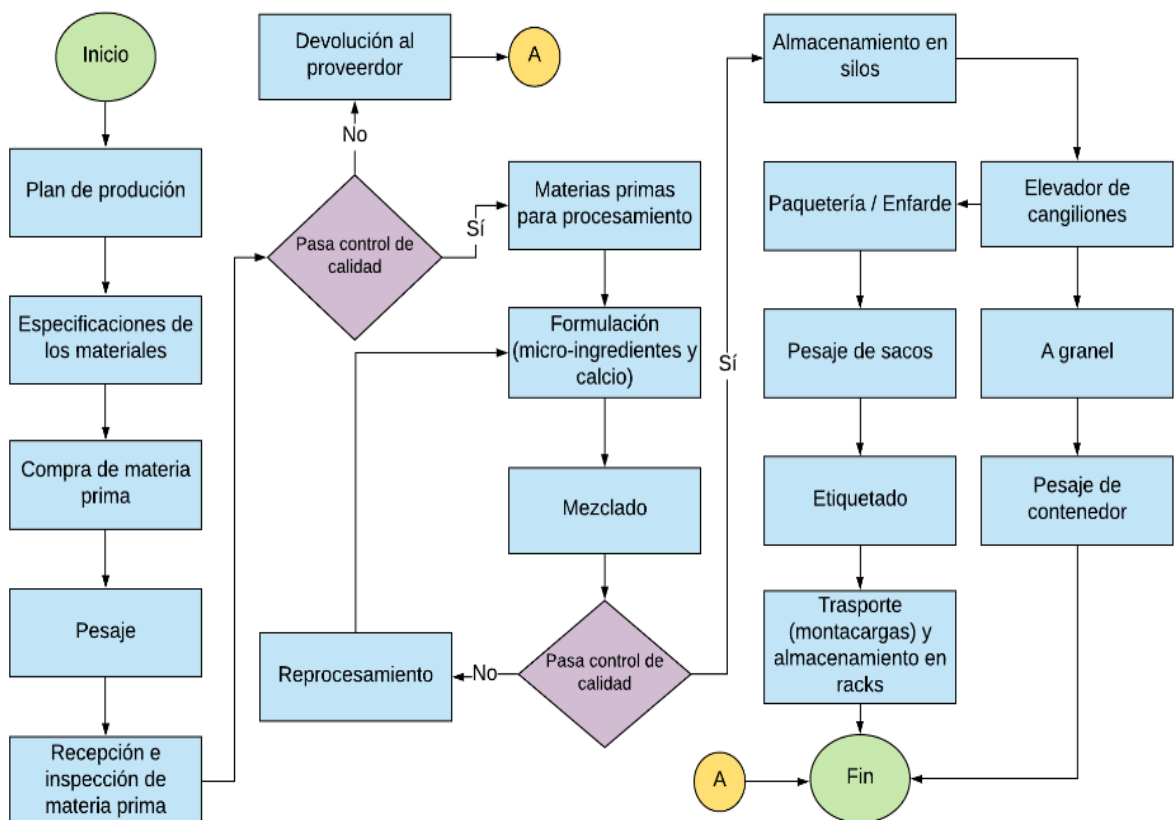 Inicio
Plan de produción
Especificaciones de
los materiales
Compra de materia
prima
Pesaje
Recepción e
inspección de
materia prima
Devolución al
proveerdor
A
No
Pasa control de
calidad
Sí
Materias primas
para procesamiento
Formulación
(micro-ingredientes y
calcio)
Mezclado
Pasa control de
calidad
No
Reprocesamiento
Sí
Almacenamiento en
silos
Elevador de
cangiliones
Paquetería / Enfarde
Pesaje de sacos
Etiquetado
Trasporte
(montacargas) y
almacenamiento en
racks
A granel
Pesaje de
contenedor
A
Fin